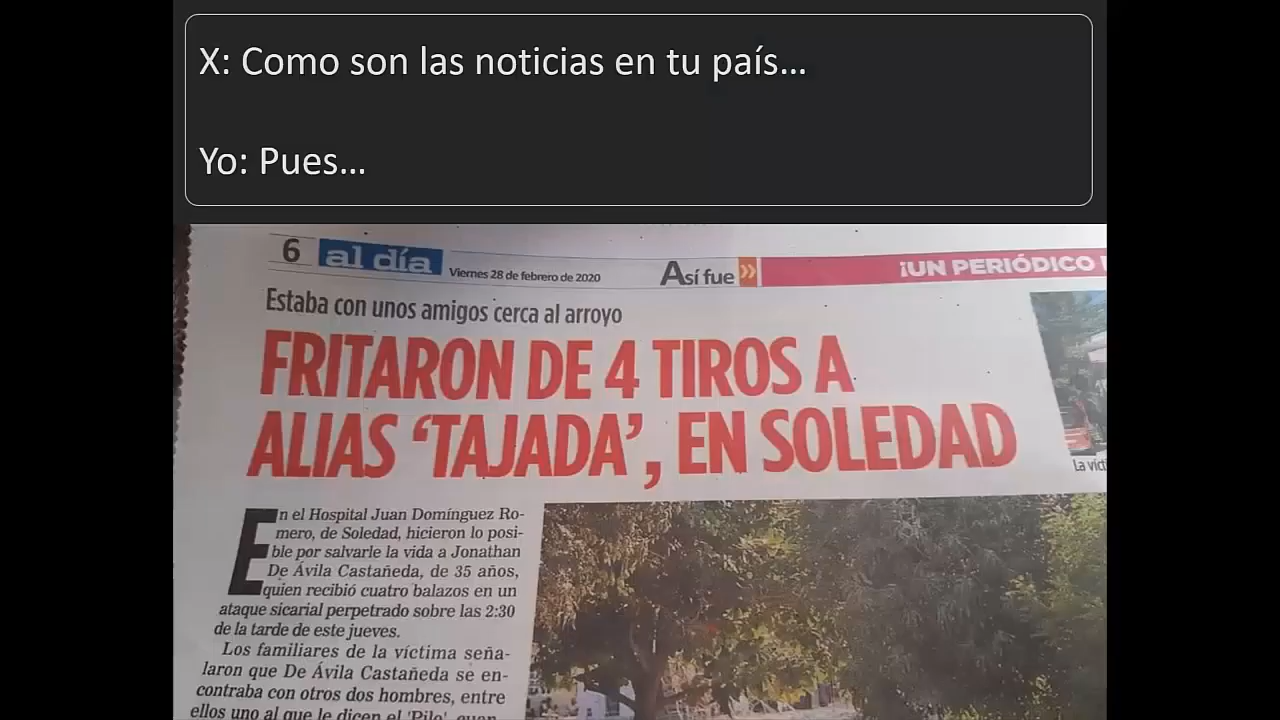 X: Como son las noticias en tu país...
Yo: Pues...
6 al día Viernes 28 de febrero de 2020 Así fue » ¡UN PERIÓDICO
Estaba con unos amigos cerca al arroyo
FRITARON DE 4 TIROS A
ALIAS ‘TAJADA’, EN SOLEDAD
La víct
En el Hospital Juan Domínguez Ro-
mero, de Soledad, hicieron lo posi-
ble por salvarle la vida a Jonathan
De Ávila Castañeda, de 35 años,
quien recibió cuatro balazos en un
ataque sicarial perpetrado sobre las 2:30
de la tarde de este jueves.
Los familiares de la víctima seña-
laron que De Ávila Castañeda se en-
contraba con otros dos hombres, entre
ellos uno al que le dicen el 'Pilo',